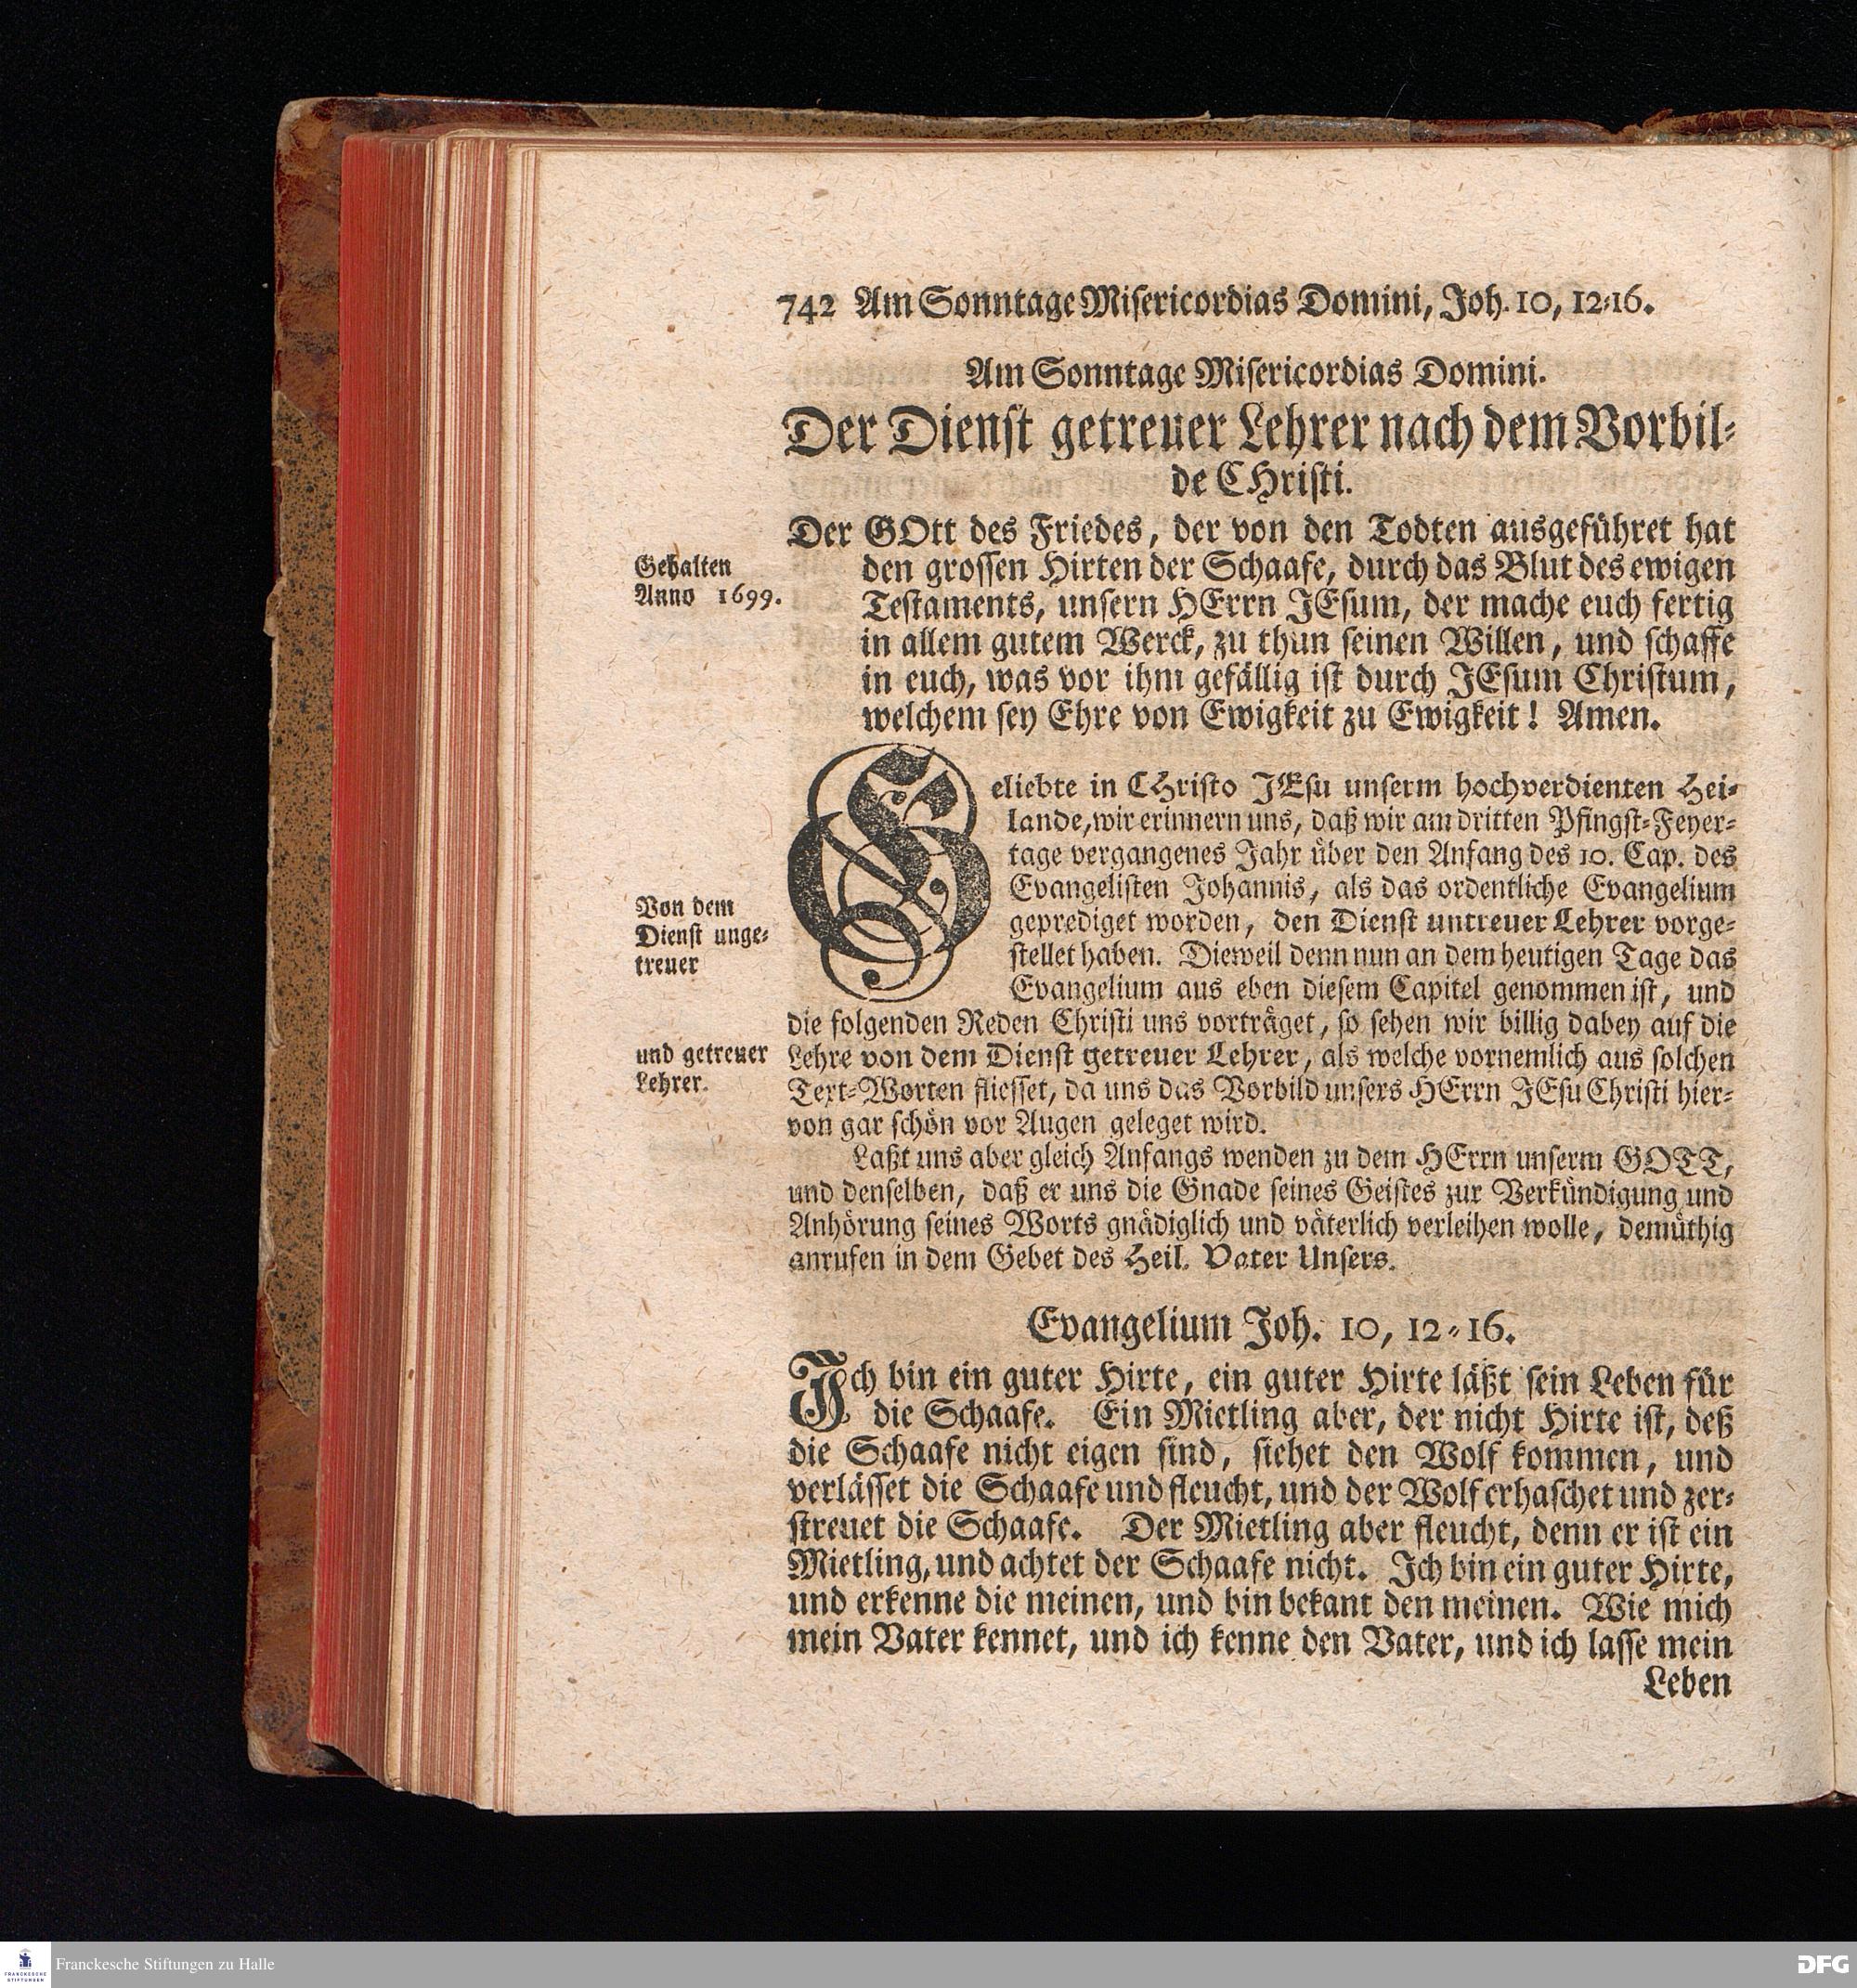 742 Am Sonntage Misericordias Domini, Joh. 10, 12-16.
Am Sonntage Misericordias Domini.
Der Dienst getreuer Lehrer nach dem Vorbil-
de CHristi.
Der GOtt des Friedes, der von den Todten ausgeführet hat
den grossen Hirten der Schaafe, durch das Blut des ewigen
Testaments, unsern HErrn JEsum, der mache euch fertig
in allem gutem Werck, zu thun seinen Willen, und schaffe
in euch, was vor ihm gefällig ist durch JEsum Christum,
welchem sey Ehre von Ewigkeit zu Ewigkeit! Amen.
Gehalten
Anno 1699.
Geliebte in CHristo JEsu unserm hochverdienten Hei-
lande, wir erinnern uns, daß wir am dritten Pfingst-Feyer-
tage vergangenes Jahr über den Anfang des 10. Cap. des
Evangelisten Johannis, als das ordentliche Evangelium
geprediget worden, den Dienst untreuer Lehrer vorge-
stellet haben. Dieweil denn nun an dem heutigen Tage das
Evangelium aus eben diesem Capitel genommen ist, und
die folgenden Reden Christi uns vorträget, so sehen wir billig dabey auf die
Lehre von dem Dienst getreuer Lehrer, als welche vornemlich aus solchen
Text-Worten fliesset, da uns das Vorbild unsers HErrn JEsu Christi hier-
von gar schön vor Augen geleget wird.
Von dem
Dienst unge-
treuer
und getreuer
Lehrer.
Laßt uns aber gleich Anfangs wenden zu dem HErrn unserm GOTT,
und denselben, daß er uns die Gnade seines Geistes zur Verkündigung und
Anhörung seines Worts gnädiglich und väterlich verleihen wolle, demüthig
anrufen in dem Gebet des Heil. Vater Unsers.
Evangelium Joh. 10, 12-16.
Ich bin ein guter Hirte, ein guter Hirte läßt sein Leben für
die Schaafe. Ein Mietling aber, der nicht Hirte ist, deß
die Schaafe nicht eigen sind, siehet den Wolf kommen, und
verlässet die Schaafe und fleucht, und der Wolf erhaschet und zer-
streuet die Schaafe. Der Mietling aber fleucht, denn er ist ein
Mietling, und achtet der Schaafe nicht. Ich bin ein guter Hirte,
und erkenne die meinen, und bin bekant den meinen. Wie mich
mein Vater kennet, und ich kenne den Vater, und ich lasse mein
Leben
FRANCKESCHE
STIFTUNGEN
Franckesche Stiftungen zu Halle
DFG